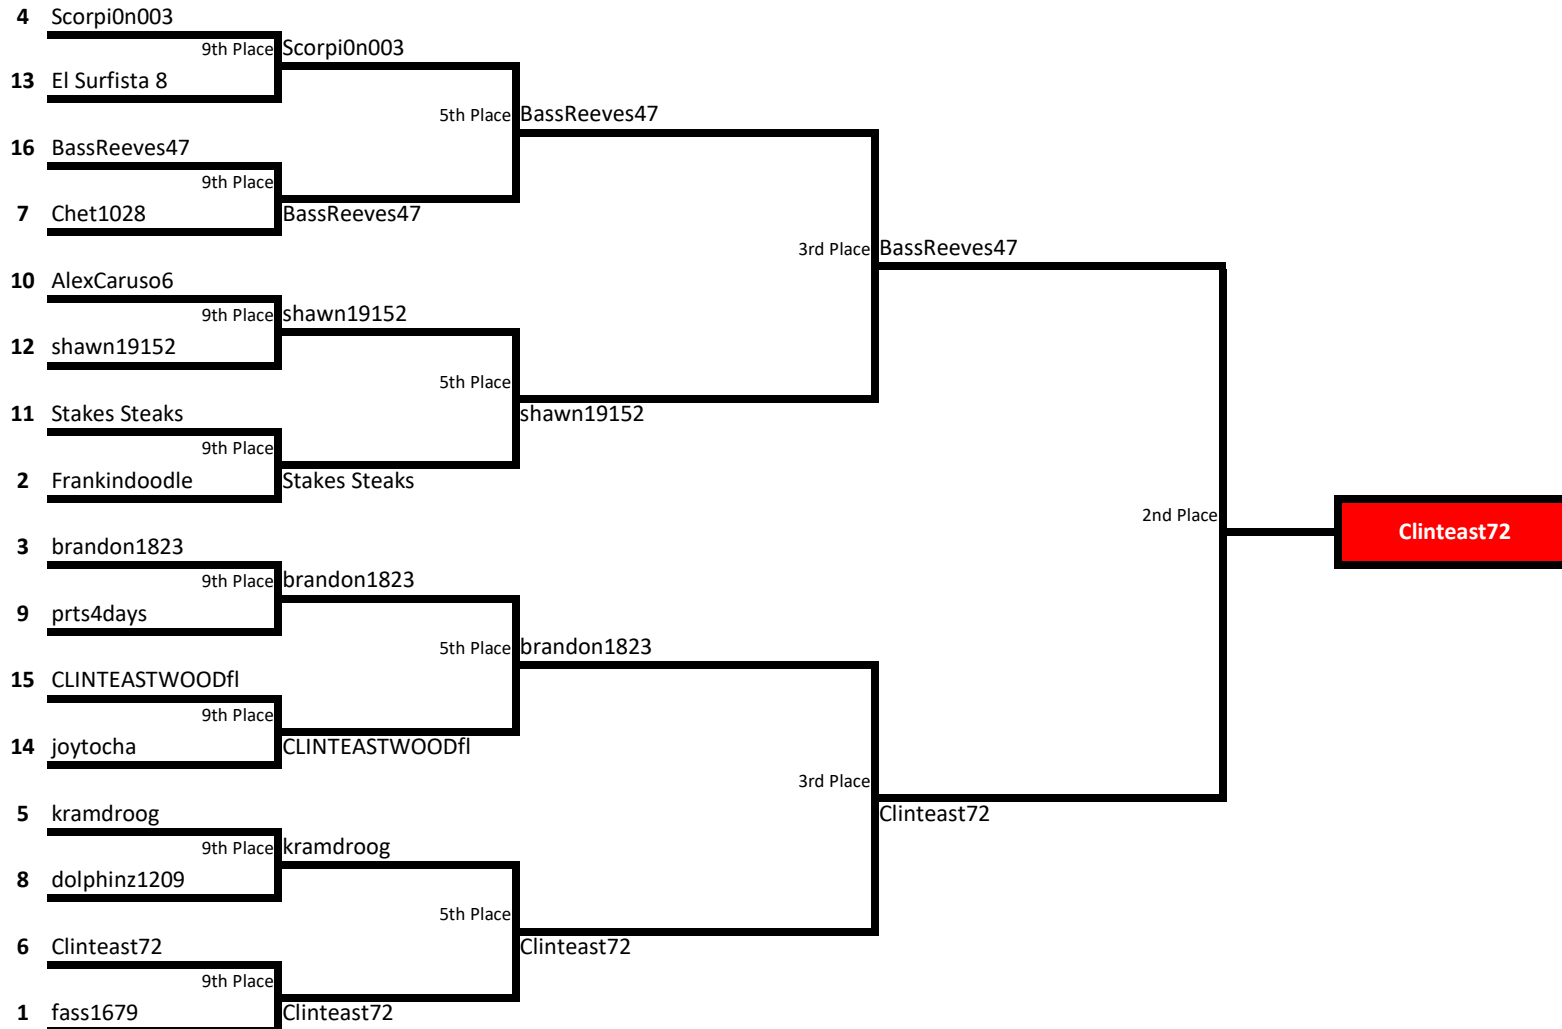 4 Scorpi0n003
9th Place Scorpi0n003
13 El Surfista 8
5th Place BassReeves47
16 BassReeves47
9th Place
7 Chet1028 BassReeves47
3rd Place BassReeves47
10 AlexCaruso6
9th Place shawn19152
12 shawn19152
5th Place
11 Stakes Steaks shawn19152
9th Place
2 Frankindoodle Stakes Steaks
2nd Place Clinteast72
3 brandon1823
9th Place brandon1823
9 prts4days
5th Place brandon1823
15 CLINTEASTWOODfl
9th Place
14 joytocha CLINTEASTWOODfl
3rd Place
5 kramdroog Clinteast72
9th Place kramdroog
8 dolphinz1209
5th Place
6 Clinteast72 Clinteast72
9th Place
1 fass1679 Clinteast72